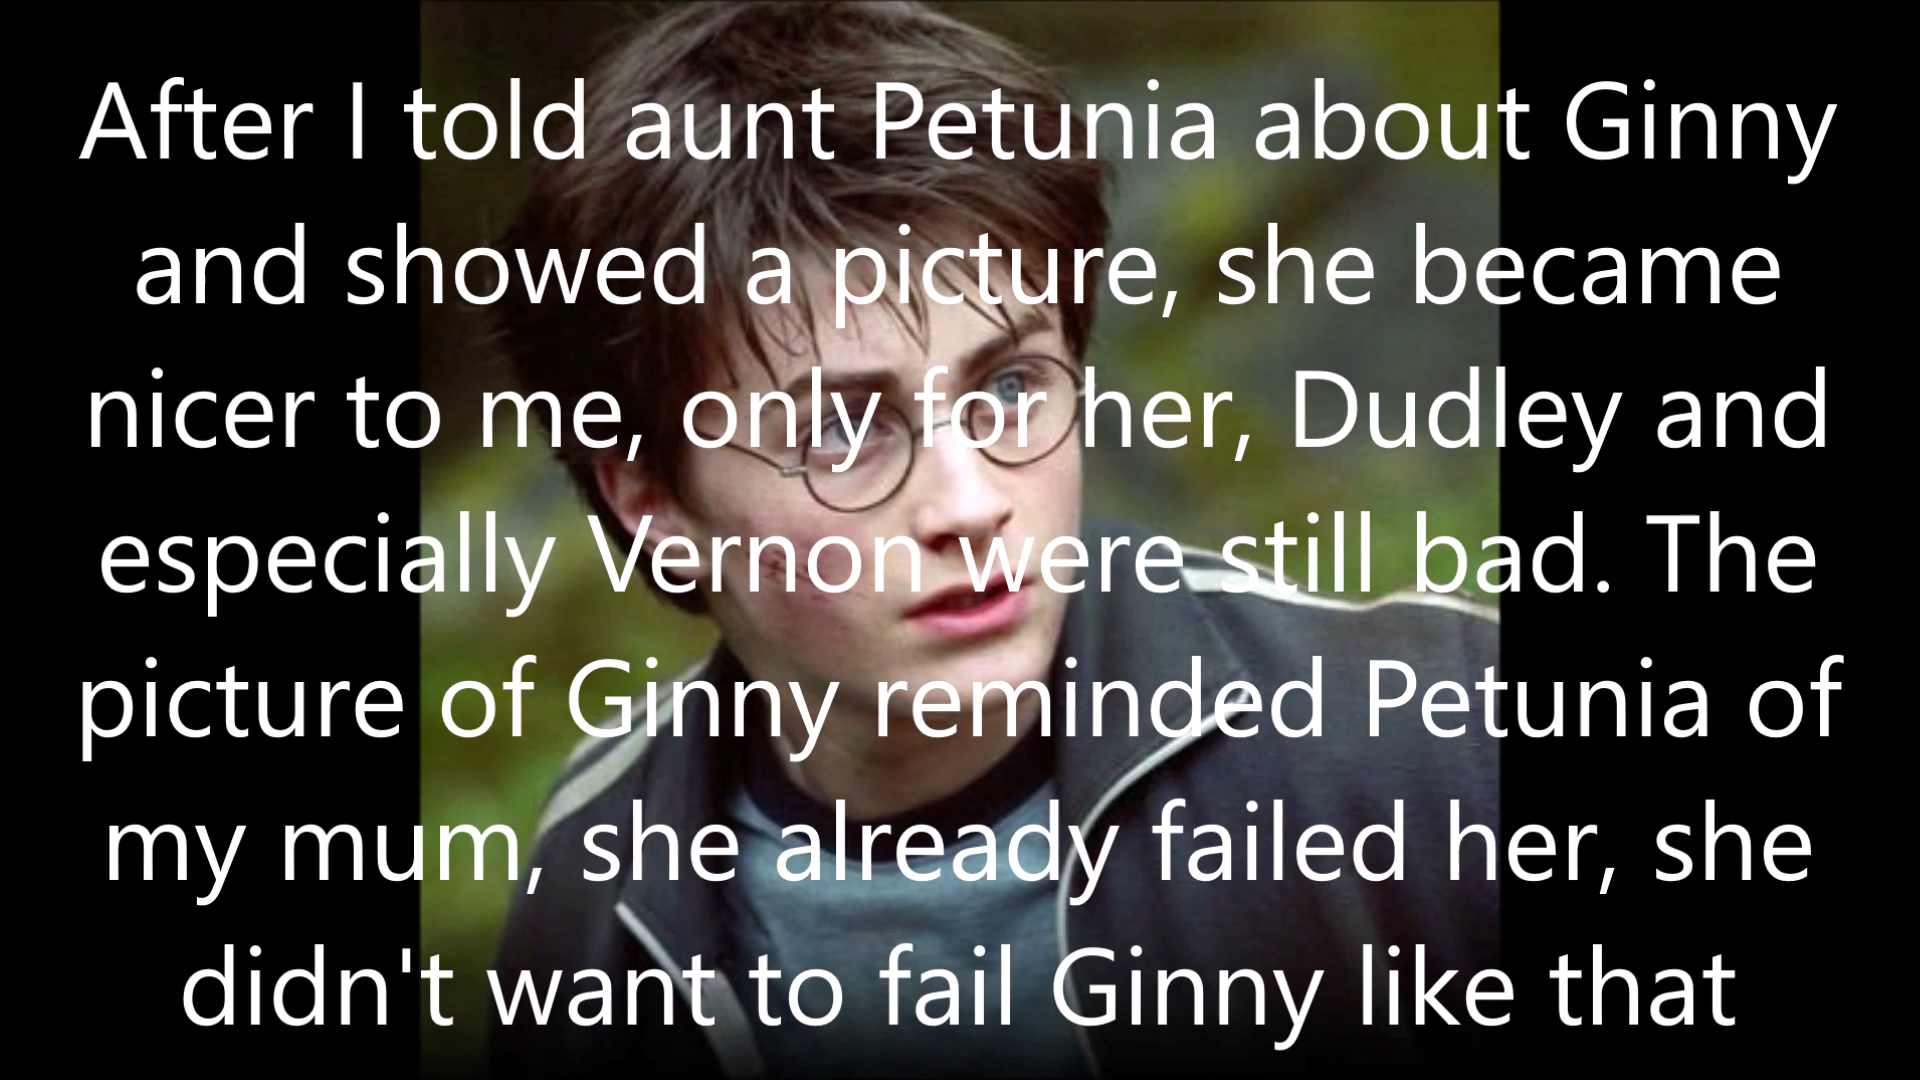 After I told aunt Petunia about Ginny
and showed a picture, she became
nicer to me, only for her, Dudley and
especially Vernon were still bad. The
picture of Ginny reminded Petunia of
my mum, she already failed her, she
didn't want to fail Ginny like that